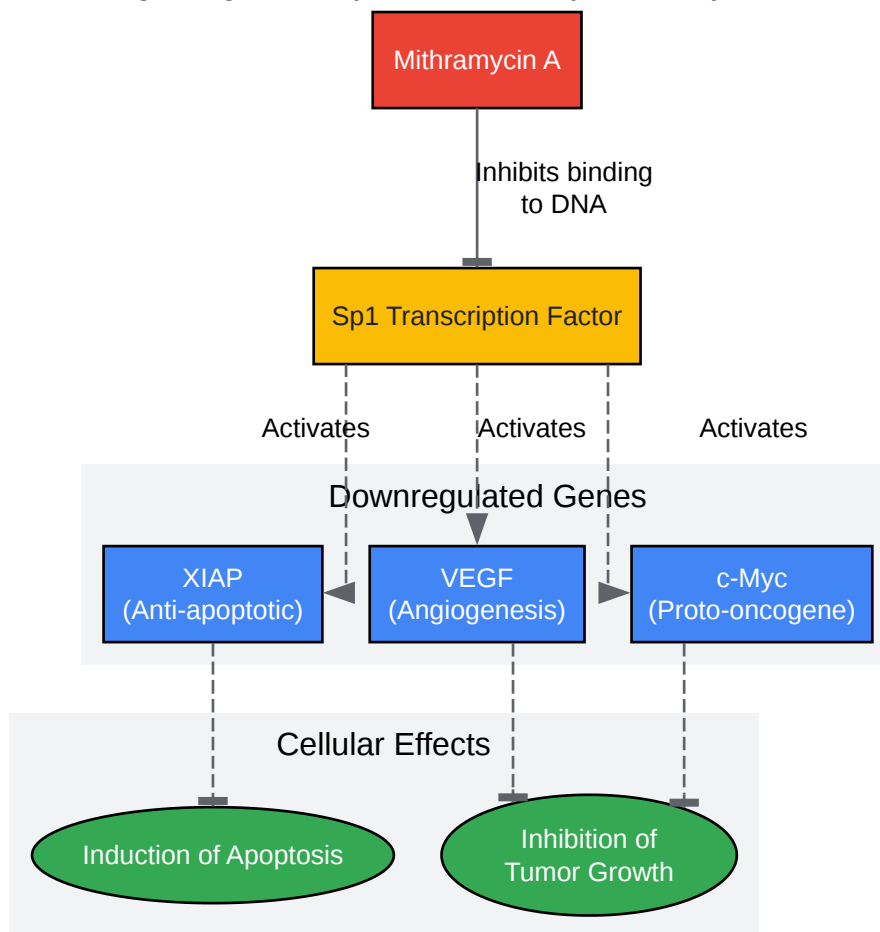 Mithramycin A
Inhibits binding
to DNA
Sp1 Transcription Factor
Activates
Activates
Activates
Downregulated Genes
XIAP
(Anti-apoptotic)
VEGF
(Angiogenesis)
c-Myc
(Proto-oncogene)
Cellular Effects
Induction of Apoptosis
Inhibition of
Tumor Growth